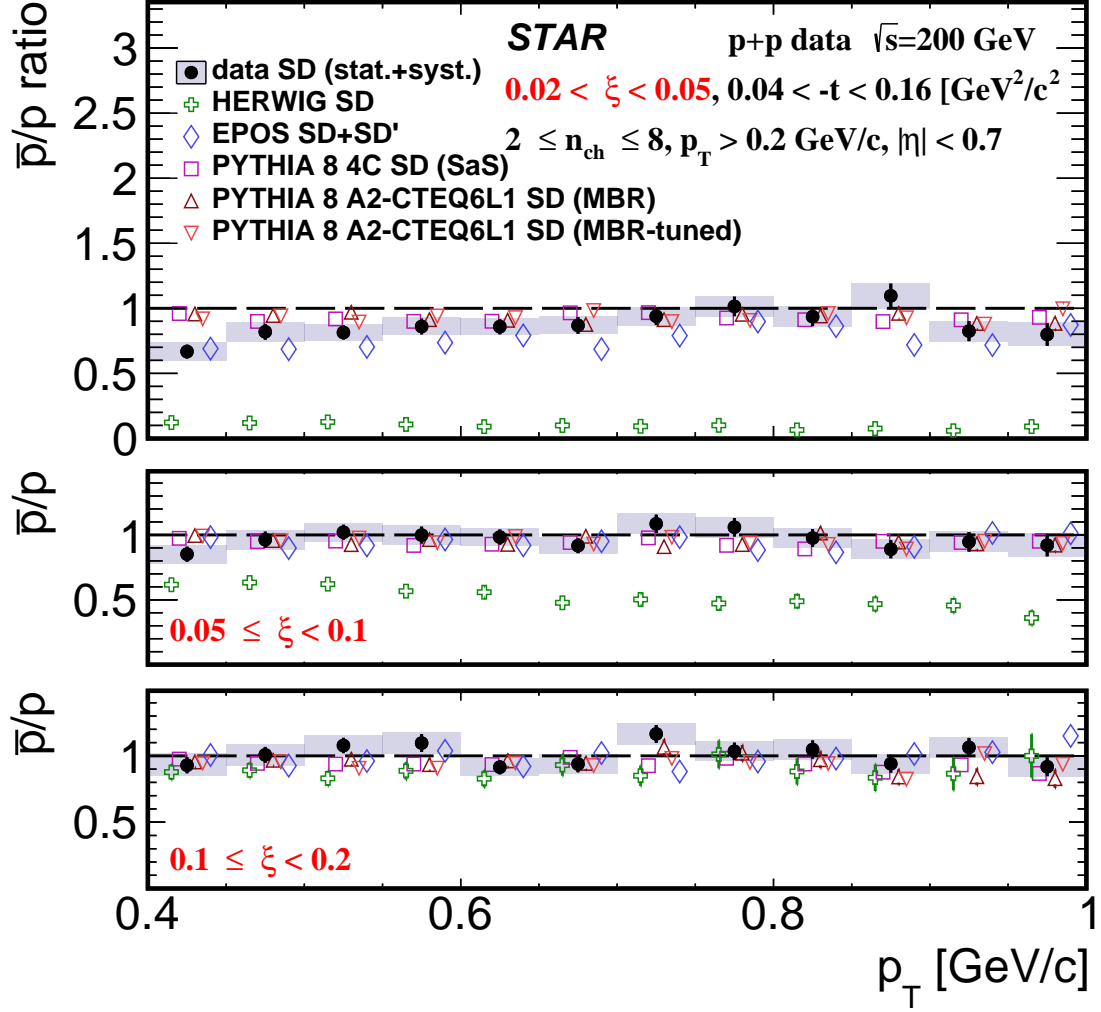 p̅/p ratio
3
2.5
2
1.5
1
0.5
0
STAR p+p data √s=200 GeV
0.02 < ξ < 0.05, 0.04 < -t < 0.16 [GeV²/c²
2 ≤ n_ch ≤ 8, p_T > 0.2 GeV/c, |η| < 0.7
data SD (stat.+syst.)
HERWIG SD
EPOS SD+SD'
PYTHIA 8 4C SD (SaS)
PYTHIA 8 A2-CTEQ6L1 SD (MBR)
PYTHIA 8 A2-CTEQ6L1 SD (MBR-tuned)
p̅/p
1
0.5
0.05 ≤ ξ < 0.1
p̅/p
1
0.5
0.1 ≤ ξ < 0.2
0.4 0.6 0.8 1
p_T [GeV/c]